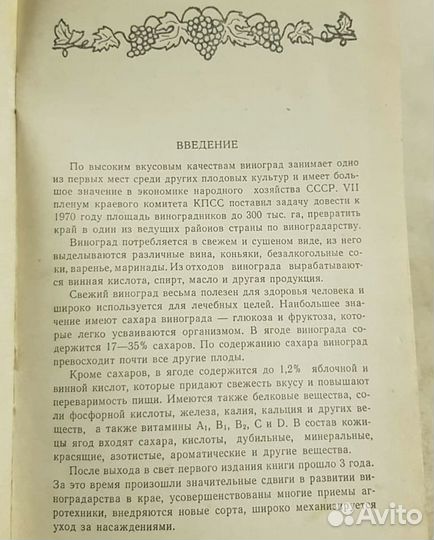 ВВЕДЕНИЕ
По высоким вкусовым качествам виноград занимает одно
из первых мест среди других плодовых культур и имеет боль-
шое значение в экономике народного хозяйства СССР. VII
пленум краевого комитета КПСС поставил задачу довести к
1970 году площадь виноградников до 300 тыс. га, превратить
край в один из ведущих районов страны по виноградарству.
Виноград потребляется в свежем и сушеном виде, из него
выделываются различные вина, коньяки, безалкогольные со-
ки, варенье, маринады. Из отходов винограда вырабатывают-
ся винная кислота, спирт, масло и другая продукция.
Свежий виноград весьма полезен для здоровья человека и
широко используется для лечебных целей. Наибольшее зна-
чение имеют сахара винограда — глюкоза и фруктоза, кото-
рые легко усваиваются организмом. В ягоде винограда со-
держится 17—35% сахаров. По содержанию сахара виноград
превосходит почти все другие плоды.
Кроме сахаров, в ягоде содержится до 1,2% яблочной и
винной кислот, которые придают свежесть вкусу и повышают
переваримость пищи. Имеются также белковые вещества, со-
ли фосфорной кислоты, железа, калия, кальция и других ве-
ществ, а также витамины A₁, B₁, B₂, C и D. В состав кожи-
цы ягод входят сахара, кислоты, дубильные, минеральные,
красящие, азотистые, ароматические и другие вещества.
После выхода в свет первого издания книги прошло 3 года.
За это время произошли значительные сдвиги в развитии ви-
ноградарства в крае, усовершенствованы многие приемы аг-
ротехники, внедряются новые сорта, широко механизируется
уход за насаждениями.
Avito